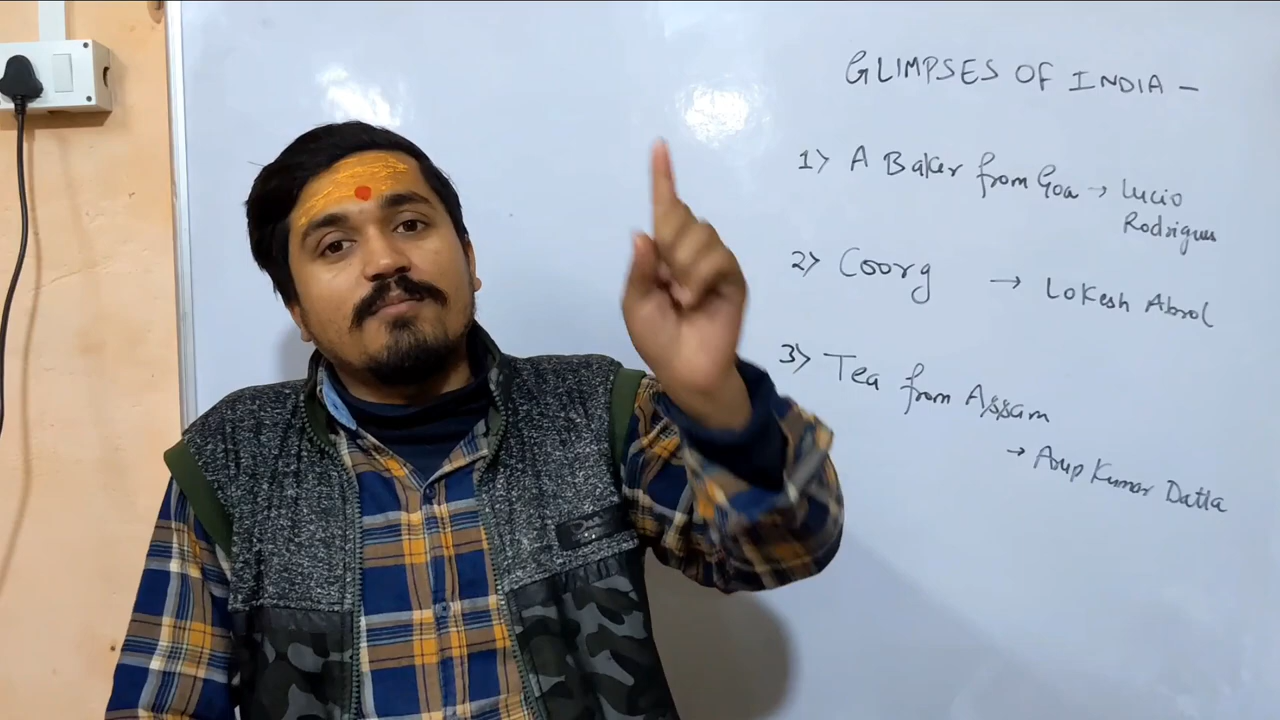 GLIMPSES OF INDIA -
1) A Baker from Goa → Lucio
Rodrigues
2) Coorg → Lokesh Abrol
3) Tea from Assam
→ Arup Kumar Datta